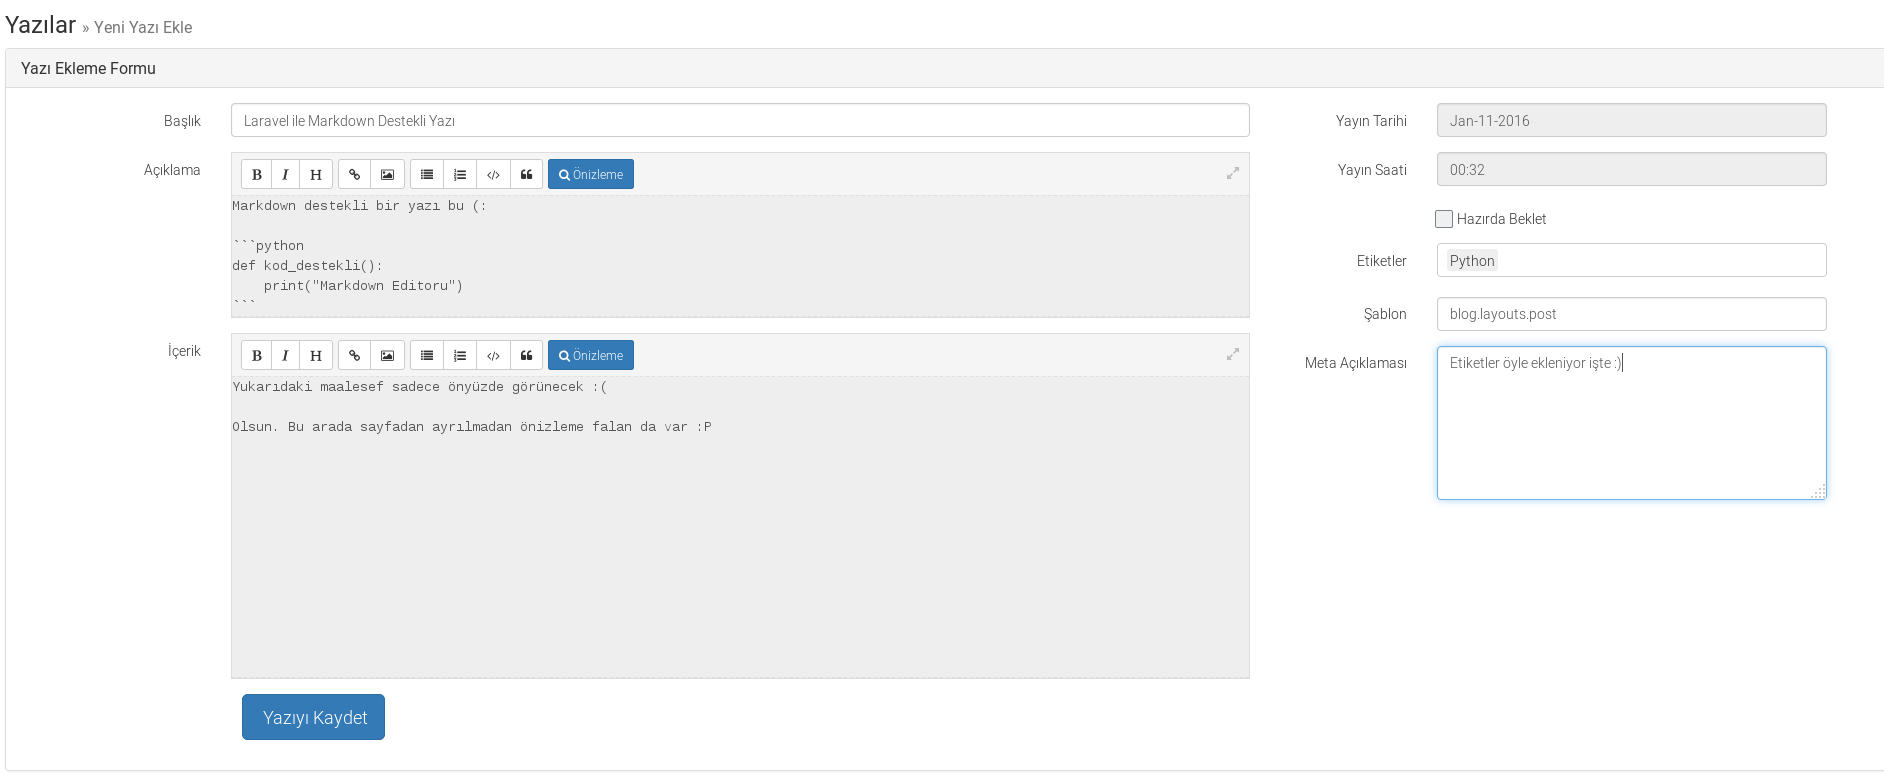 Yazılar » Yeni Yazı Ekle
Yazı Ekleme Formu
Başlık
Laravel ile Markdown Destekli Yazı
Açıklama
B I H Önizleme
Markdown destekli bir yazı bu (:
```python
def kod_destekli():
    print("Markdown Editoru")
```
İçerik
B I H Önizleme
Yukarıdaki maalesef sadece önyüzde görünecek :(
Olsun. Bu arada sayfadan ayrılmadan önizleme falan da var :P
Yazıyı Kaydet
Yayın Tarihi
Jan-11-2016
Yayın Saati
00:32
Hazırda Beklet
Etiketler
Python
Şablon
blog.layouts.post
Meta Açıklaması
Etiketler öyle ekleniyor işte :)